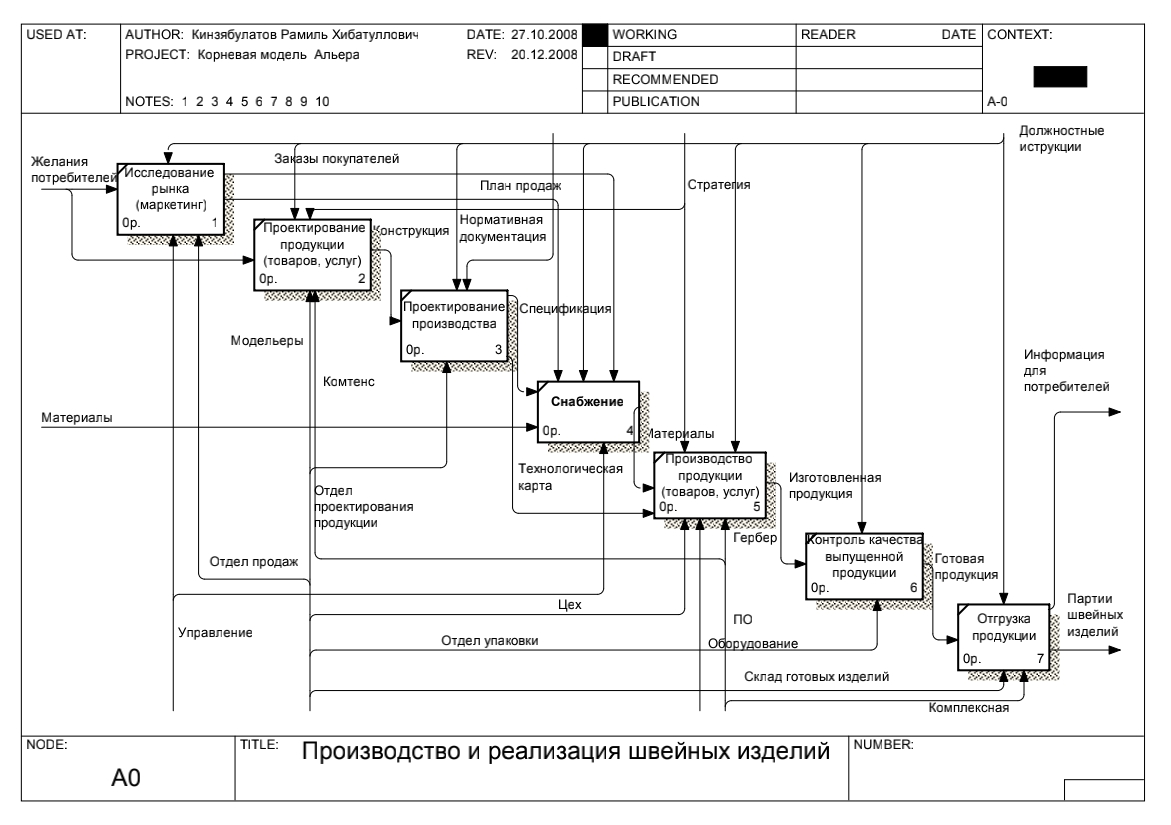 USED AT:
AUTHOR: Кинзябулатов Рамиль Хибатуллович
DATE: 27.10.2008
PROJECT: Корневая модель Альера
REV: 20.12.2008
NOTES: 1 2 3 4 5 6 7 8 9 10
WORKING
DRAFT
RECOMMENDED
PUBLICATION
READER DATE
CONTEXT:
A-0
Должностные
иструкции
Желания
потребителей
Заказы покупателей
План продаж
Стратегия
Исследование
рынка
(маркетинг)
0р. 1
Нормативная
документация
Конструкция
Проектирование
продукции
(товаров, услуг)
0р. 2
Проектирование
производства
0р. 3
Спецификация
Модельеры
Комтенс
Информация
для
потребителей
Материалы
Снабжение
0р. 4
Материалы
Технологическая
карта
Производство
продукции
(товаров, услуг)
0р. 5
Изготовленная
продукция
Отдел
проектирования
продукции
Гербер
Контроль качества
выпущенной
продукции
0р. 6
Готовая
продукция
Отдел продаж
Цех
Управление
ПО
Отдел упаковки
Оборудование
Партии
швейных
изделий
Отгрузка
продукции
0р. 7
Склад готовых изделий
Комплексная
NODE:
A0
TITLE: Производство и реализация швейных изделий
NUMBER: